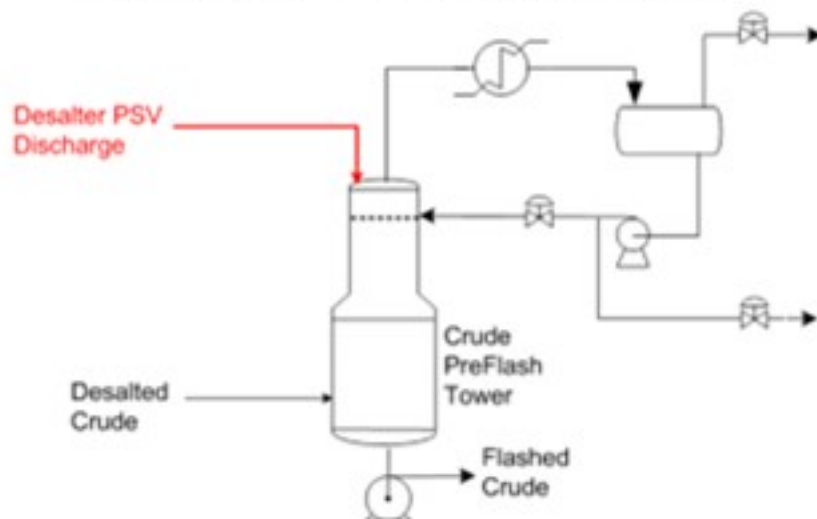 Desalter PSV
Discharge
Crude
PreFlash
Tower
Desalted
Crude
Flashed
Crude